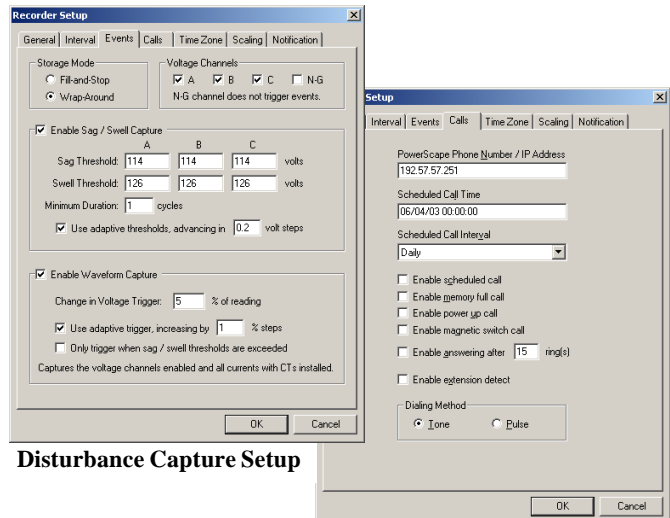 Recorder Setup
General Interval Events Calls Time Zone Scaling Notification
Storage Mode
Fill-and-Stop
Wrap-Around
Voltage Channels
A B C N-G
N-G channel does not trigger events.
Enable Sag / Swell Capture
A B C
Sag Threshold: 114 114 114 volts
Swell Threshold: 126 126 126 volts
Minimum Duration: 1 cycles
Use adaptive thresholds, advancing in 0.2 volt steps
Enable Waveform Capture
Change in Voltage Trigger: 5 % of reading
Use adaptive trigger, increasing by 1 % steps
Only trigger when sag / swell thresholds are exceeded
Captures the voltage channels enabled and all currents with CTs installed.
OK Cancel
Disturbance Capture Setup
Setup
Interval Events Calls Time Zone Scaling Notification
PowerScape Phone Number / IP Address
192.57.57.251
Scheduled Call Time
06/04/03 00:00:00
Scheduled Call Interval
Daily
Enable scheduled call
Enable memory full call
Enable power up call
Enable magnetic switch call
Enable answering after 15 ring(s)
Enable extension detect
Dialing Method
Tone Pulse
OK Cancel